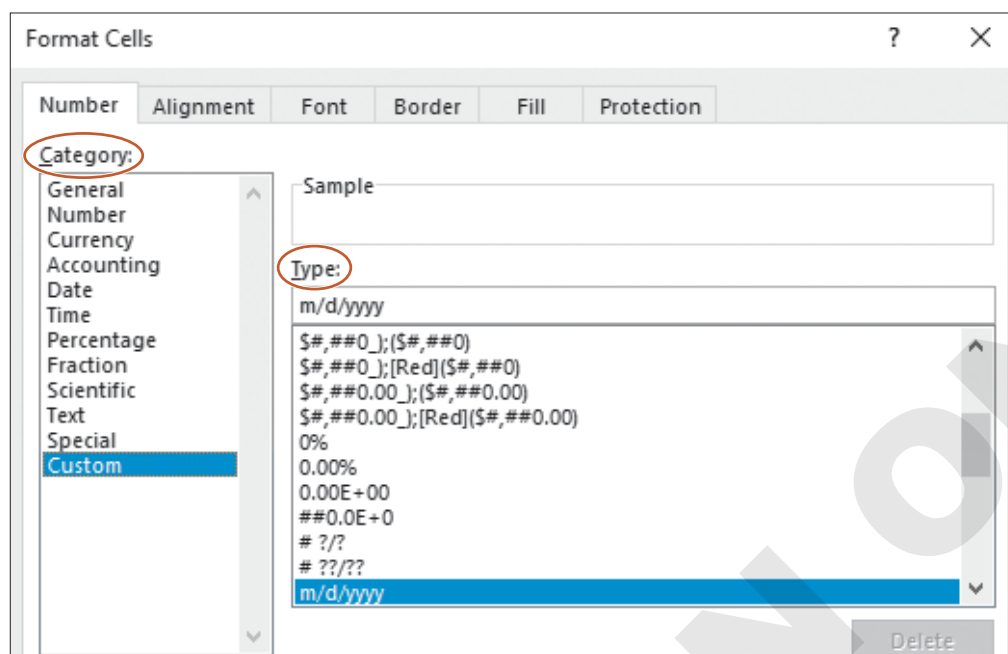 Format Cells ? ×
Number Alignment Font Border Fill Protection
Category:
General
Number
Currency
Accounting
Date
Time
Percentage
Fraction
Scientific
Text
Special
Custom
Sample
Type:
m/d/yyyy
$#,##0_);($#,##0)
$#,##0_);[Red]($#,##0)
$#,##0.00_);($#,##0.00)
$#,##0.00_);[Red]($#,##0.00)
0%
0.00%
0.00E+00
##0.0E+0
# ?/?
# ??/??
m/d/yyyy
Delete